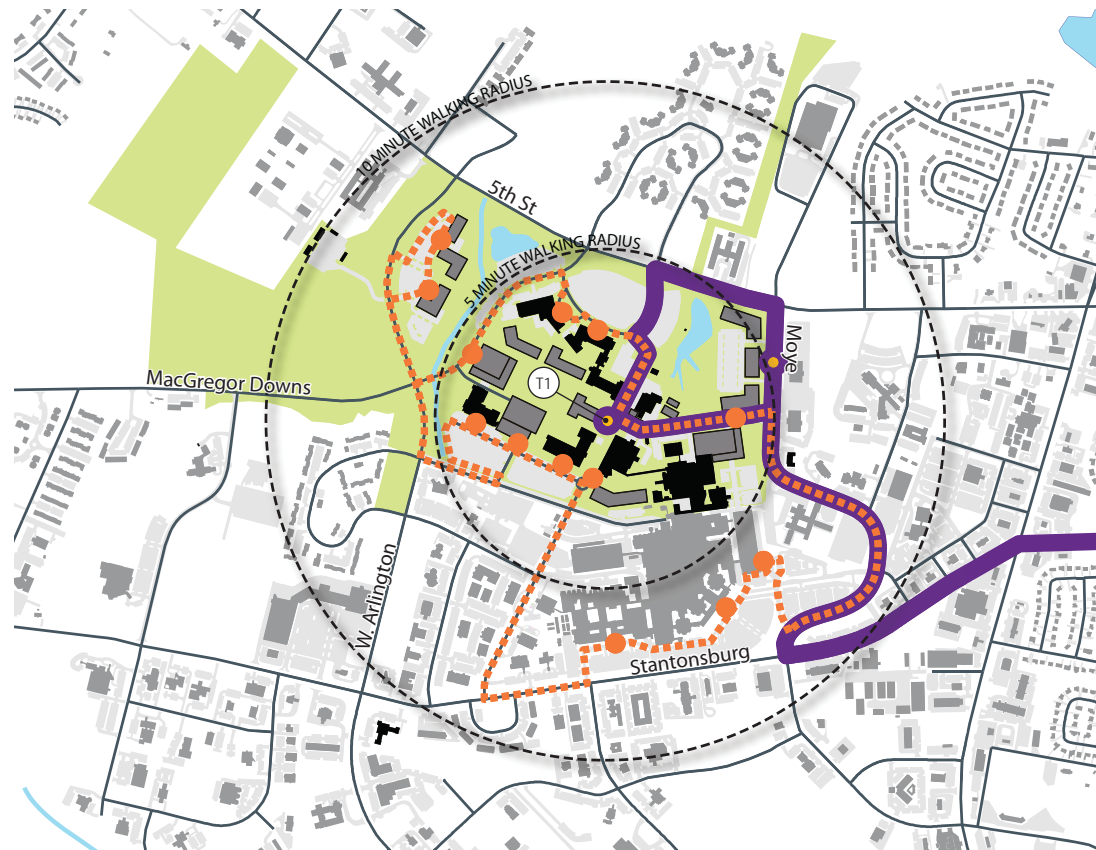 10 MINUTE WALKING RADIUS
5th St
5 MINUTE WALKING RADIUS
Moye
MacGregor Downs
T1
W. Arlington
Stantonsburg